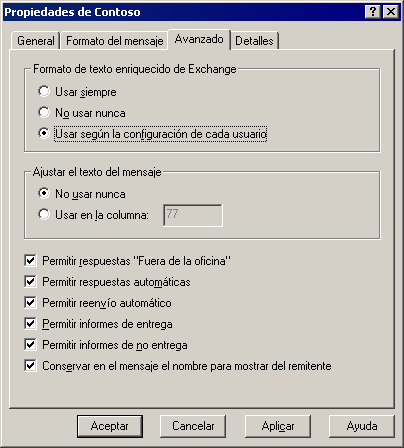 Propiedades de Contoso
General
Formato del mensaje
Avanzado
Detalles
Formato de texto enriquecido de Exchange
Usar siempre
No usar nunca
Usar según la configuración de cada usuario
Ajustar el texto del mensaje
No usar nunca
Usar en la columna:
77
Permitir respuestas "Fuera de la oficina"
Permitir respuestas automáticas
Permitir reenvío automático
Permitir informes de entrega
Permitir informes de no entrega
Conservar en el mensaje el nombre para mostrar del remitente
Aceptar
Cancelar
Aplicar
Ayuda